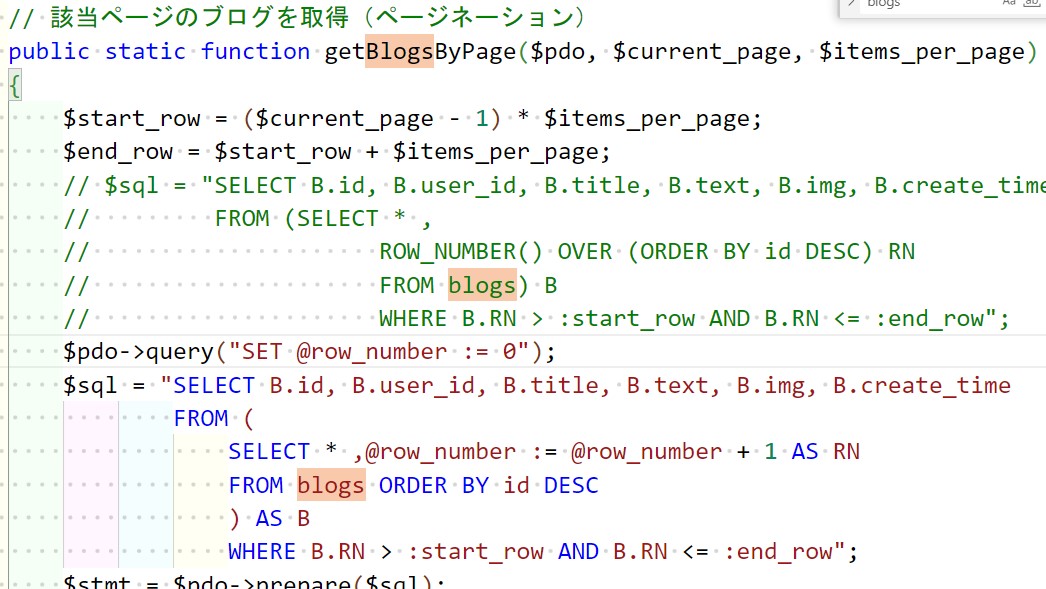 blogs
// 該当ページのブログを取得（ページネーション）
public static function getBlogsByPage($pdo, $current_page, $items_per_page)
{
$start_row = ($current_page - 1) * $items_per_page;
$end_row = $start_row + $items_per_page;
// $sql = "SELECT B.id, B.user_id, B.title, B.text, B.img, B.create_time
// FROM (SELECT * ,
// ROW_NUMBER() OVER (ORDER BY id DESC) RN
// FROM blogs) B
// WHERE B.RN > :start_row AND B.RN <= :end_row";
$pdo->query("SET @row_number := 0");
$sql = "SELECT B.id, B.user_id, B.title, B.text, B.img, B.create_time
FROM (
SELECT * ,@row_number := @row_number + 1 AS RN
FROM blogs ORDER BY id DESC
) AS B
WHERE B.RN > :start_row AND B.RN <= :end_row";
$stmt = $pdo->prepare($sql);